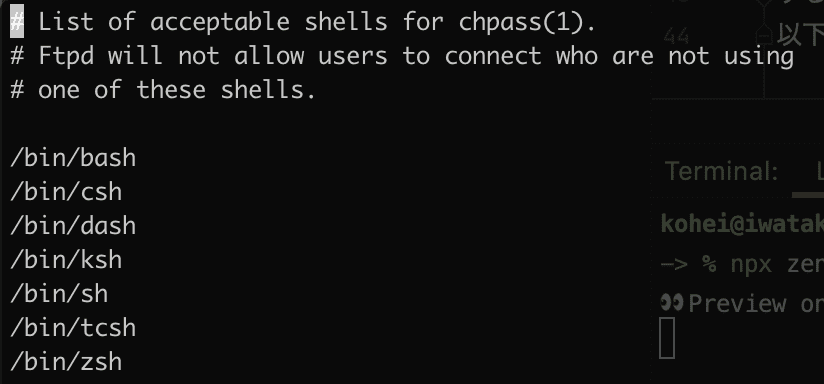 # List of acceptable shells for chpass(1).
# Ftpd will not allow users to connect who are not using
# one of these shells.
/bin/bash
/bin/csh
/bin/dash
/bin/ksh
/bin/sh
/bin/tcsh
/bin/zsh
44
以下
Terminal:
kohei@iwatak
-> % npx zen
👀Preview on